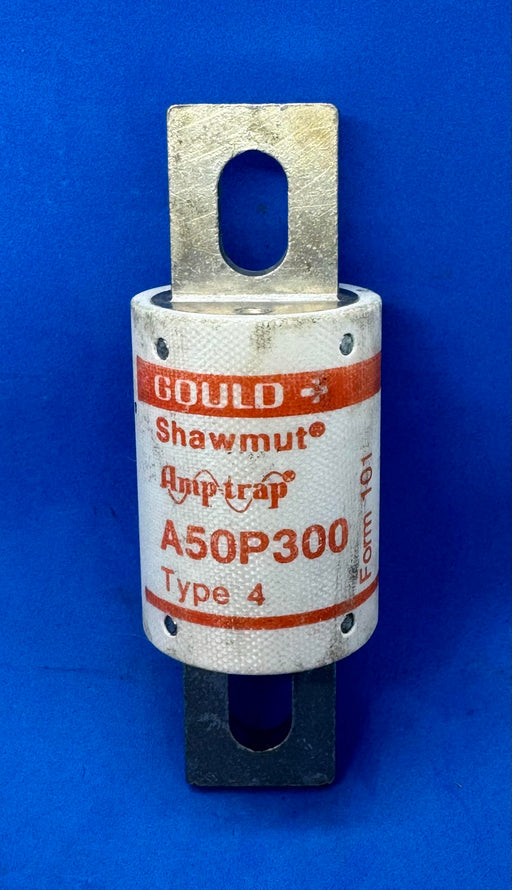 GOULD
Shawmut®
Amp-trap®
A50P300
Type 4
Form 101